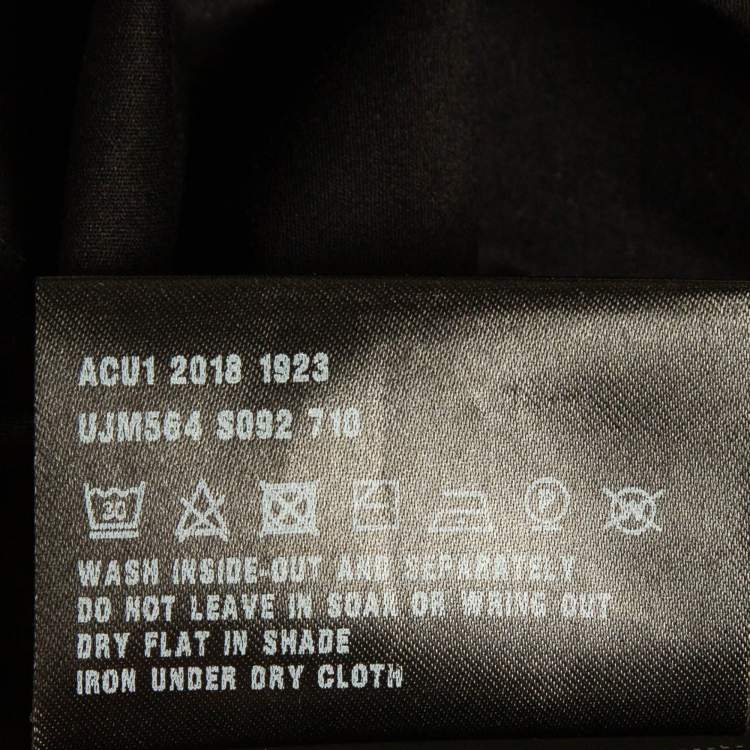 ACU1 2018 1923
UJM564 S092 710
30 P W
WASH INSIDE-OUT AND SEPARATELY
DO NOT LEAVE IN SOAK OR WRING OUT
DRY FLAT IN SHADE
IRON UNDER DRY CLOTH